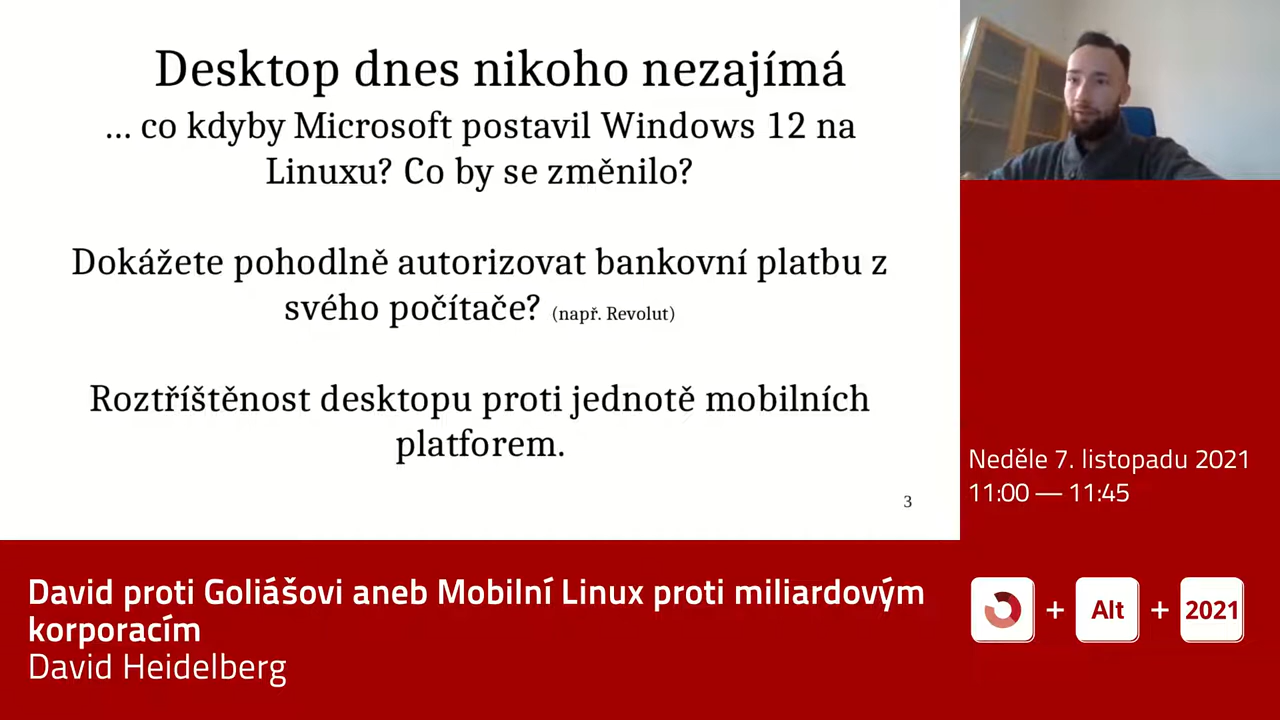 Desktop dnes nikoho nezajímá
... co kdyby Microsoft postavil Windows 12 na
Linuxu? Co by se změnilo?
Dokážete pohodlně autorizovat bankovní platbu z
svého počítače? (např. Revolut)
Roztříštěnost desktopu proti jednotě mobilních
platforem.
3
Neděle 7. listopadu 2021
11:00 — 11:45
David proti Goliášovi aneb Mobilní Linux proti miliardovým
korporacím
David Heidelberg
+ Alt + 2021